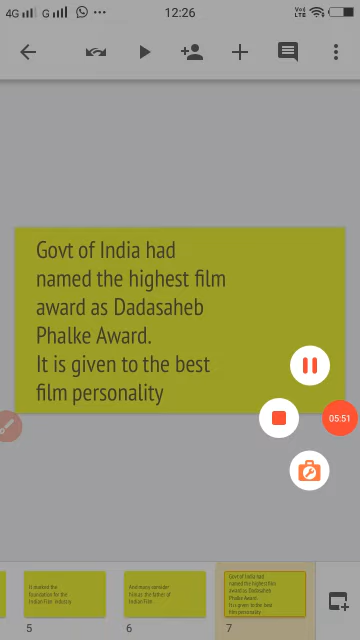 4G G 12:26
Govt of India had
named the highest film
award as Dadasaheb
Phalke Award.
It is given to the best
film personality
05:51
It marked the
foundation for the
Indian Film Industry
5
And many consider
him as the father of
Indian Film.
6
Govt of India had
named the highest film
award as Dadasaheb
Phalke Award.
It is given to the best
film personality
7